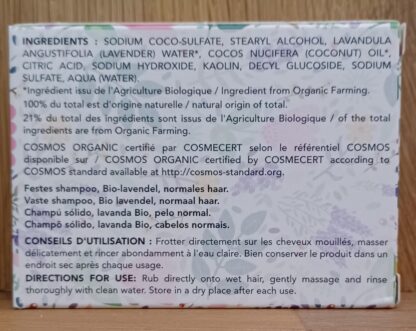 INGREDIENTS : SODIUM COCO-SULFATE, STEARYL ALCOHOL, LAVANDULA
ANGUSTIFOLIA (LAVENDER) WATER*, COCOS NUCIFERA (COCONUT) OIL*,
CITRIC ACID, SODIUM HYDROXIDE, KAOLIN, DECYL GLUCOSIDE, SODIUM
SULFATE, AQUA (WATER).
*Ingrédient issu de l'Agriculture Biologique / Ingredient from Organic Farming.
100% du total est d'origine naturelle / natural origin of total.
21% du total des ingrédients sont issus de l'Agriculture Biologique / of the total
ingredients are from Organic Farming.
COSMOS ORGANIC certifié par COSMECERT selon le référentiel COSMOS
disponible sur / COSMOS ORGANIC certified by COSMECERT according to
COSMOS standard available at http://cosmos-standard.org.
Festes shampoo, Bio-lavendel, normales haar.
Vaste shampoo, Bio lavendel, normaal haar.
Champú sólido, lavanda Bio, pelo normal.
Champô sólido, lavanda Bio, cabelos normais.
CONSEILS D'UTILISATION : Frotter directement sur les cheveux mouillés, masser
délicatement et rincer abondamment à l'eau claire. Bien conserver le produit dans un
endroit sec après chaque usage.
DIRECTIONS FOR USE: Rub directly onto wet hair, gently massage and rinse
thoroughly with clean water. Store in a dry place after each use.